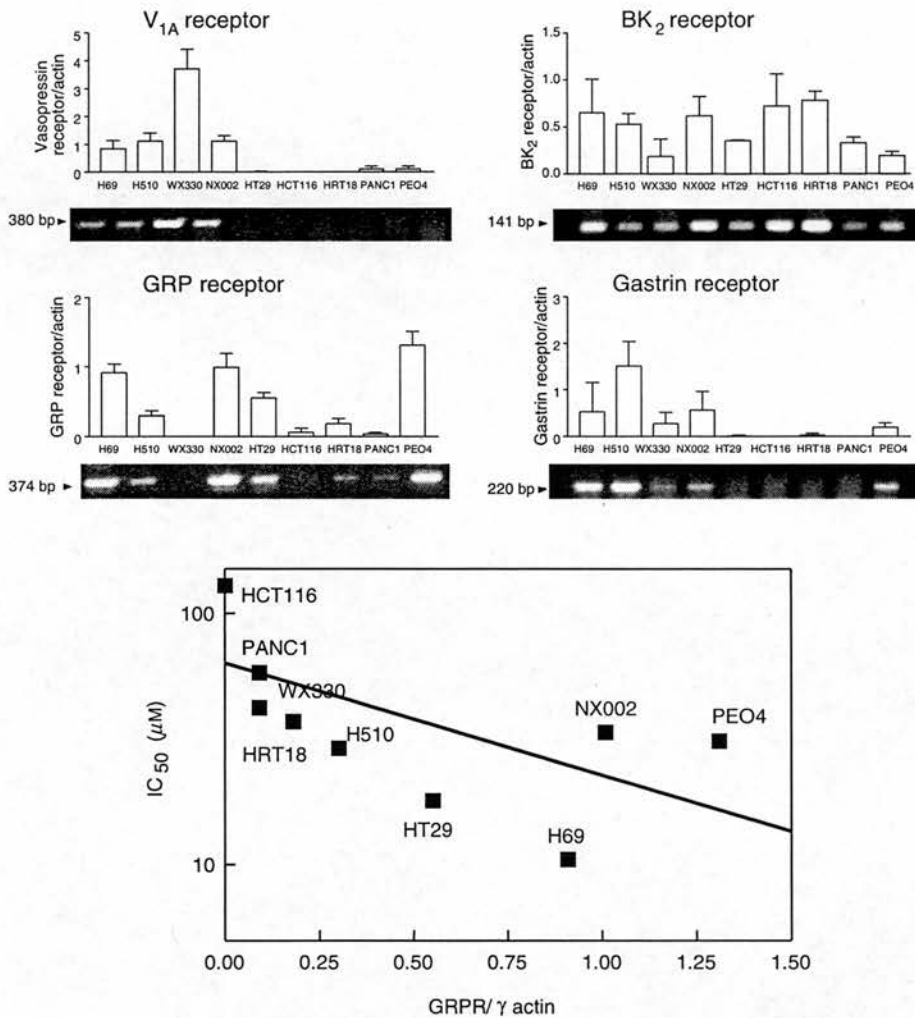 V1A receptor
Vasopressin receptor/actin
5
4
3
2
1
0
H69 H510 WX330 NX002 HT29 HCT116 HRT18 PANC1 PEO4
380 bp
BK2 receptor
BK2 receptor/actin
1.5
1.0
0.5
0.0
H69 H510 WX330 NX002 HT29 HCT116 HRT18 PANC1 PEO4
141 bp
GRP receptor
GRP receptor/actin
2
1
0
H69 H510 WX330 NX002 HT29 HCT116 HRT18 PANC1 PEO4
374 bp
Gastrin receptor
Gastrin receptor/actin
3
2
1
0
H69 H510 WX330 NX002 HT29 HCT116 HRT18 PANC1 PEO4
220 bp
IC 50 (μM)
100
10
HCT116
PANC1
WX330
HRT18
H510
HT29
H69
NX002
PEO4
0.00 0.25 0.50 0.75 1.00 1.25 1.50
GRPR/ γ actin